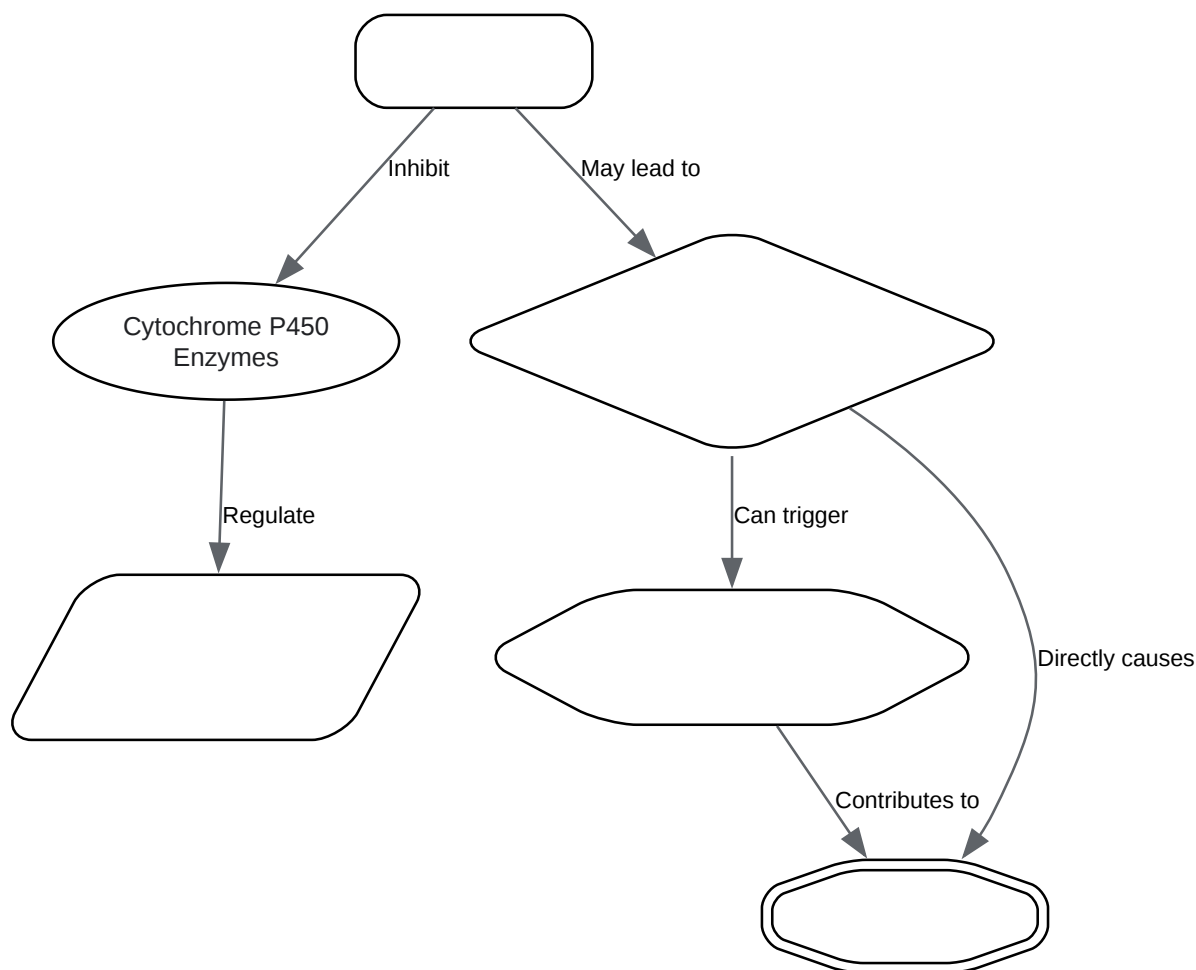 Inhibit
May lead to
Cytochrome P450
Enzymes
Regulate
Can trigger
Directly causes
Contributes to